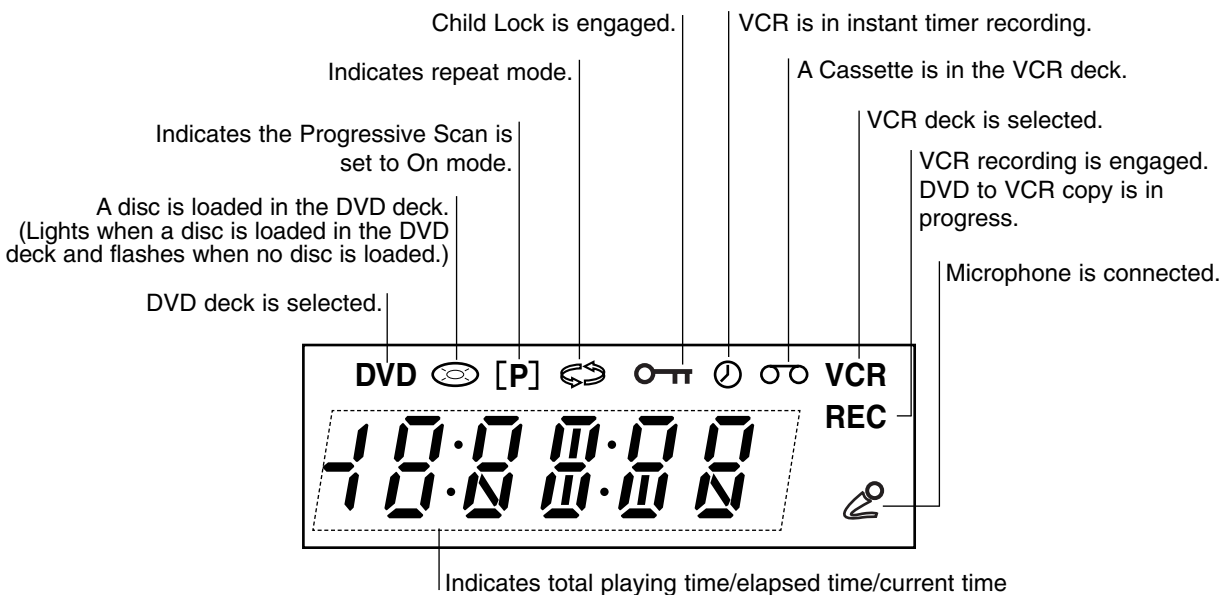 Child Lock is engaged.
VCR is in instant timer recording.
Indicates repeat mode.
A Cassette is in the VCR deck.
Indicates the Progressive Scan is
set to On mode.
VCR deck is selected.
VCR recording is engaged.
DVD to VCR copy is in
progress.
A disc is loaded in the DVD deck.
(Lights when a disc is loaded in the DVD
deck and flashes when no disc is loaded.)
Microphone is connected.
DVD deck is selected.
DVD [P] VCR
REC
Indicates total playing time/elapsed time/current time